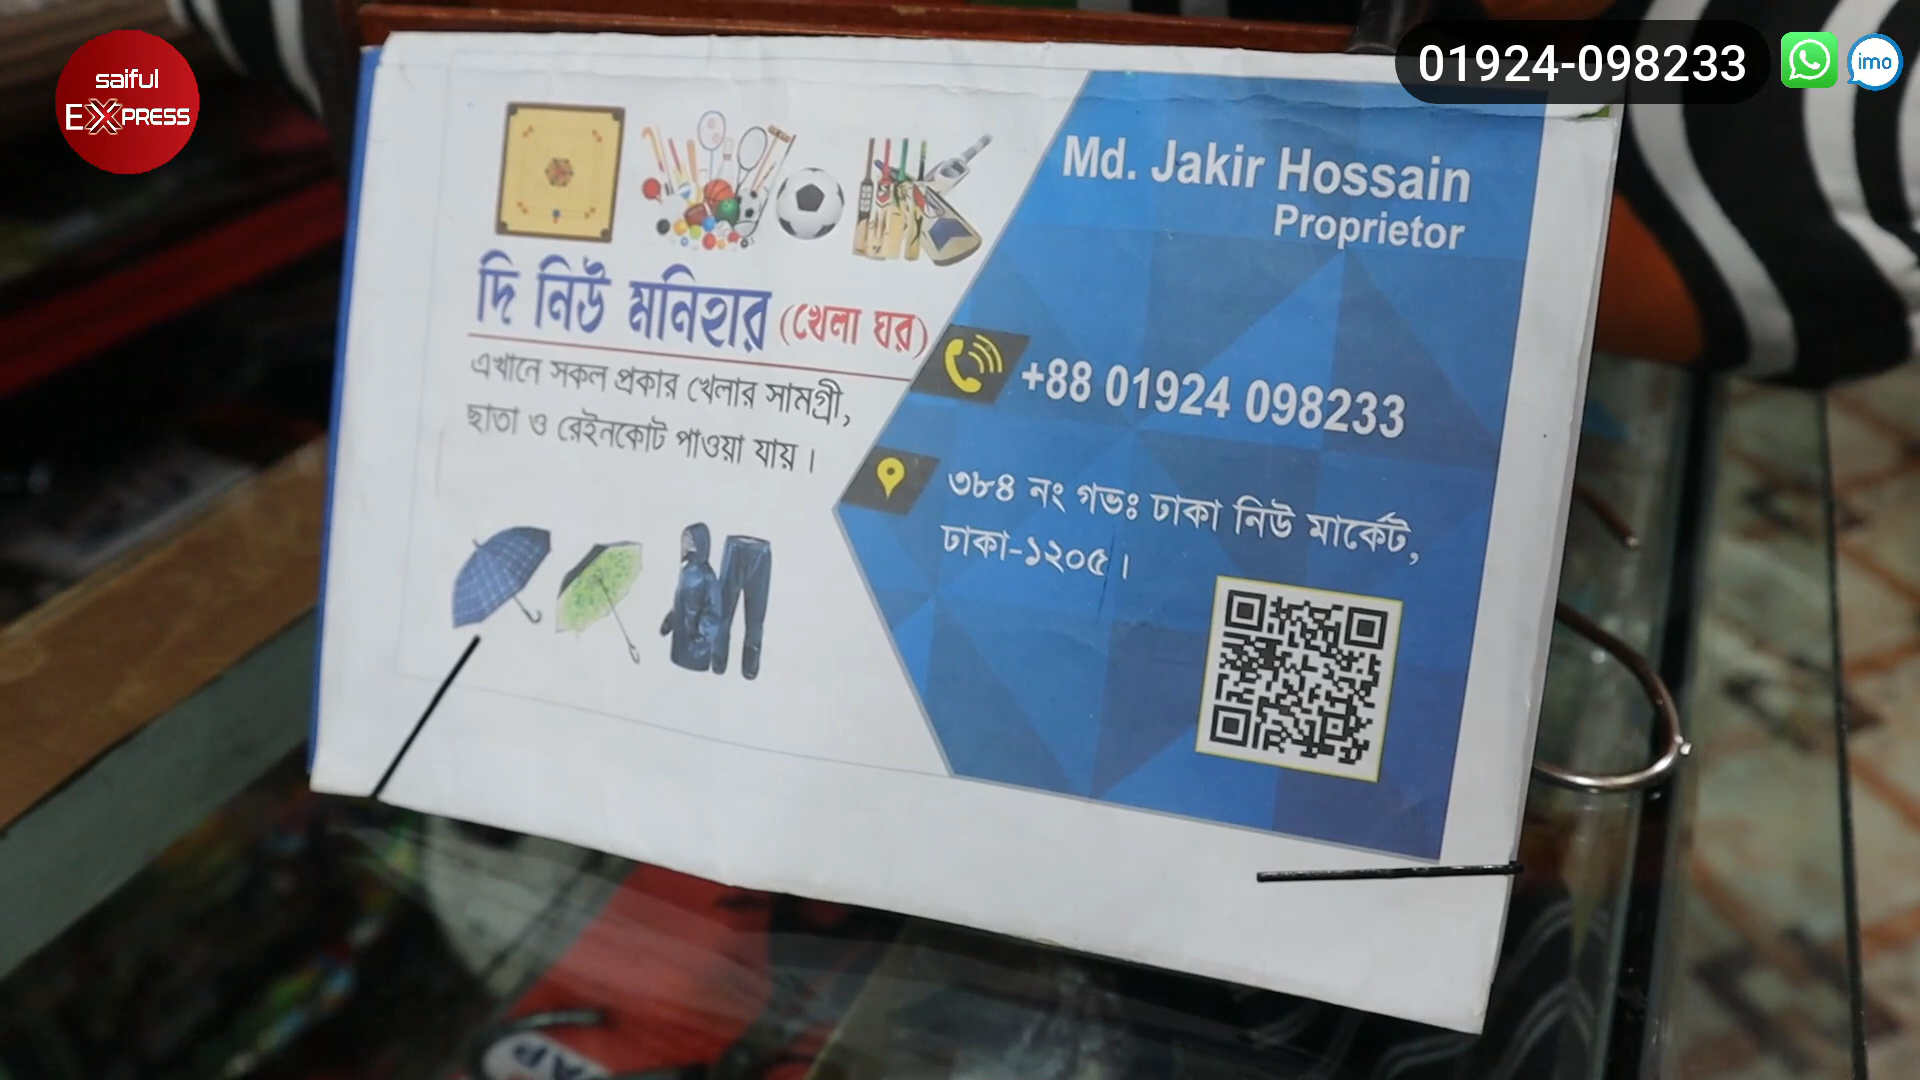 saiful
EXPRESS
01924-098233
imo
Md. Jakir Hossain
Proprietor
দি নিউ মনিহার (খেলা ঘর)
এখানে সকল প্রকার খেলার সামগ্রী,
ছাতা ও রেইনকোট পাওয়া যায়।
+88 01924 098233
৩৮৪ নং গভঃ ঢাকা নিউ মার্কেট,
ঢাকা-১২০৫।